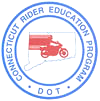 CONNECTICUT RIDER EDUCATION PROGRAM
• DOT •